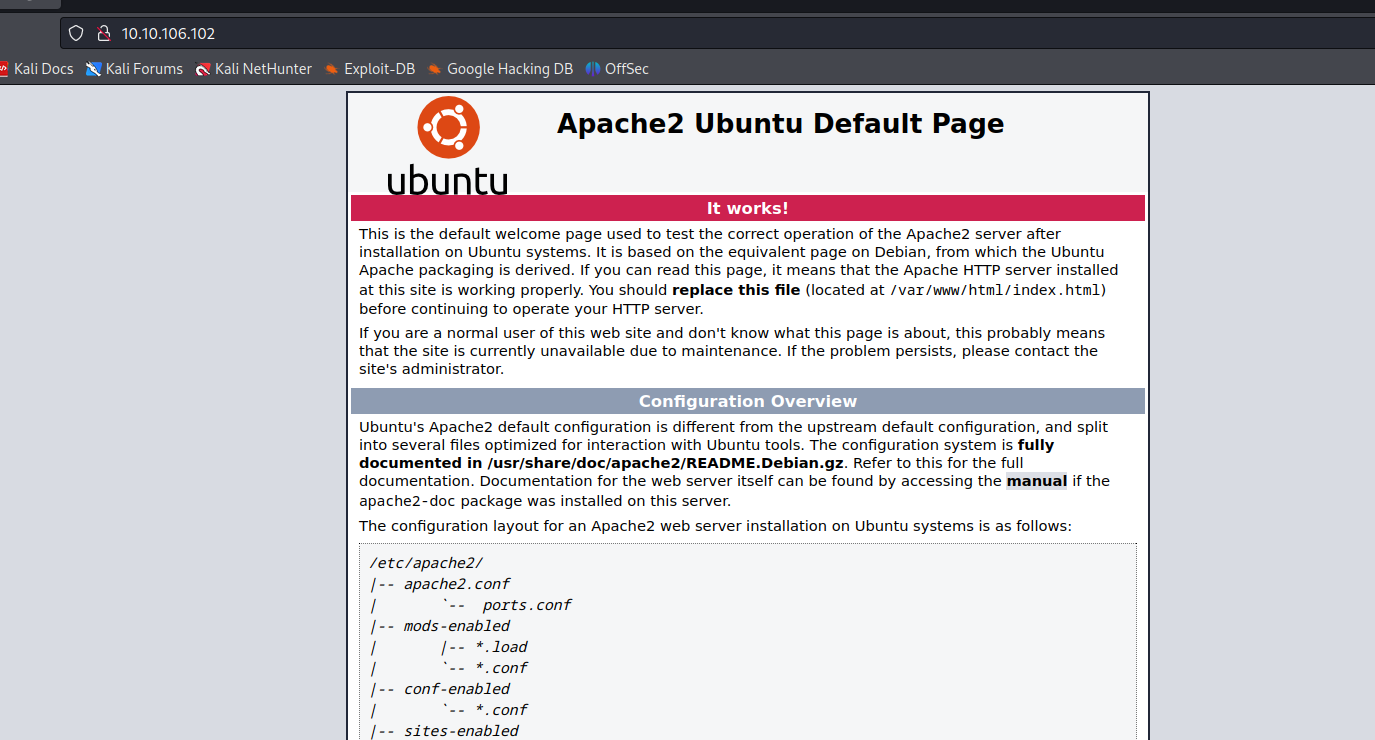 10.10.106.102
Kali Docs Kali Forums Kali NetHunter Exploit-DB Google Hacking DB OffSec
Apache2 Ubuntu Default Page
ubuntu
It works!
This is the default welcome page used to test the correct operation of the Apache2 server after
installation on Ubuntu systems. It is based on the equivalent page on Debian, from which the Ubuntu
Apache packaging is derived. If you can read this page, it means that the Apache HTTP server installed
at this site is working properly. You should replace this file (located at /var/www/html/index.html)
before continuing to operate your HTTP server.
If you are a normal user of this web site and don't know what this page is about, this probably means
that the site is currently unavailable due to maintenance. If the problem persists, please contact the
site's administrator.
Configuration Overview
Ubuntu's Apache2 default configuration is different from the upstream default configuration, and split
into several files optimized for interaction with Ubuntu tools. The configuration system is fully
documented in /usr/share/doc/apache2/README.Debian.gz. Refer to this for the full
documentation. Documentation for the web server itself can be found by accessing the manual if the
apache2-doc package was installed on this server.
The configuration layout for an Apache2 web server installation on Ubuntu systems is as follows:
/etc/apache2/
|-- apache2.conf
|       `--  ports.conf
|-- mods-enabled
|       |-- *.load
|       `-- *.conf
|-- conf-enabled
|       `-- *.conf
|-- sites-enabled